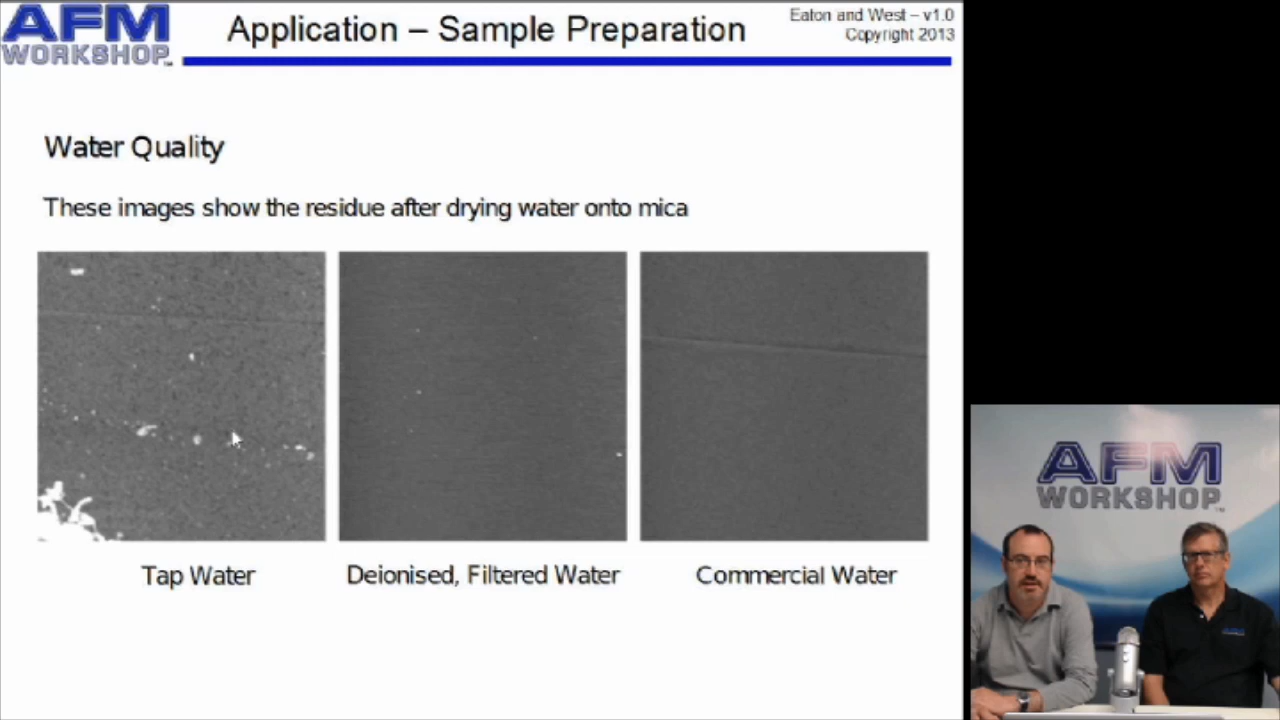 AFM
WORKSHOP
Application – Sample Preparation
Eaton and West – v1.0
Copyright 2013
Water Quality
These images show the residue after drying water onto mica
Tap Water
Deionised, Filtered Water
Commercial Water
AFM
WORKSHOP